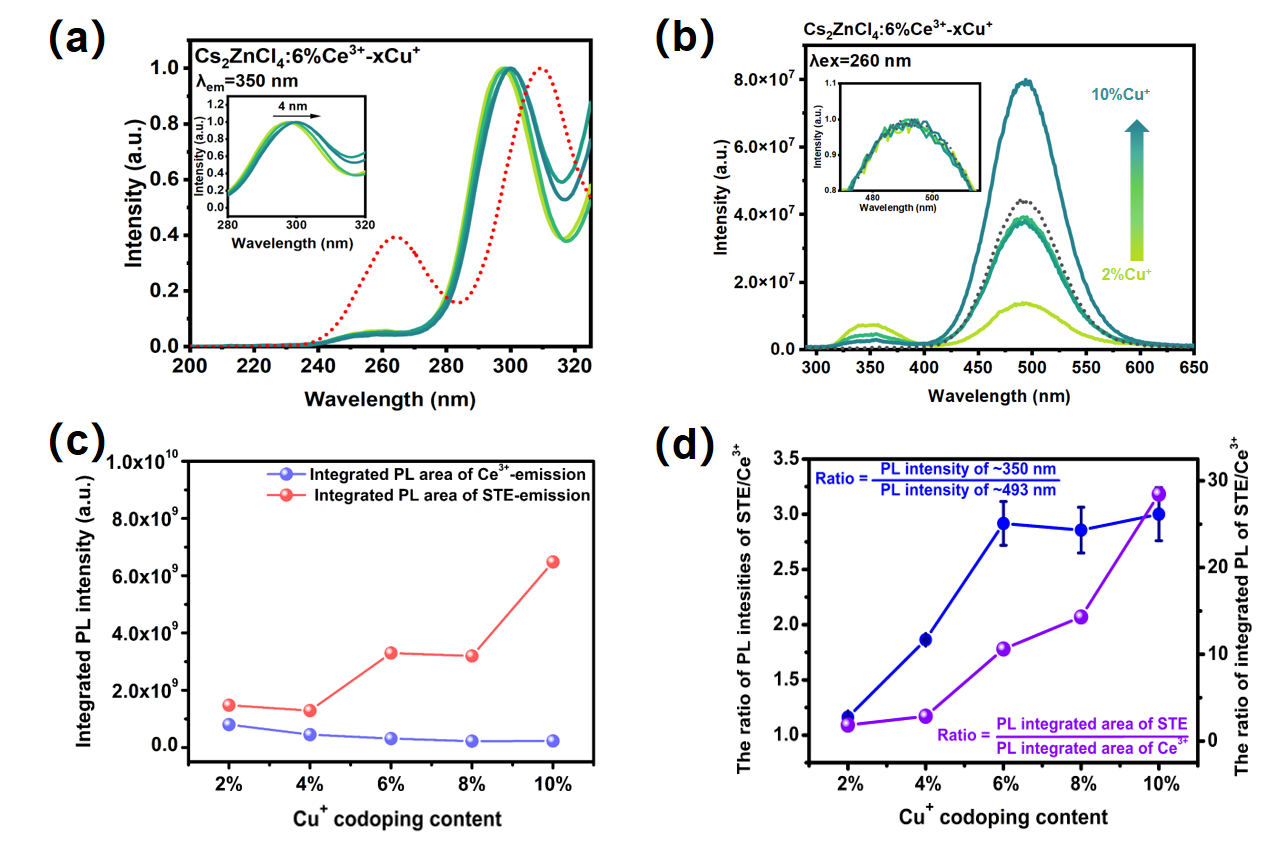 (a)
Cs₂ZnCl₄:6%Ce³⁺-xCu⁺
λem=350 nm
4 nm
1.2
1.0
0.8
0.6
0.4
0.2
0.0
Intensity (a.u.)
280 300 320
Wavelength (nm)
1.0
0.8
0.6
0.4
0.2
0.0
Intensity (a.u.)
200 220 240 260 280 300 320
Wavelength (nm)
(b)
Cs₂ZnCl₄:6%Ce³⁺-xCu⁺
λex=260 nm
1.1
1.0
0.9
0.8
Intensity (a.u.)
480 500
Wavelength (nm)
10%Cu⁺
2%Cu⁺
8.0×10⁷
6.0×10⁷
4.0×10⁷
2.0×10⁷
0.0
Intensity (a.u.)
300 350 400 450 500 550 600 650
Wavelength (nm)
(c)
Integrated PL area of Ce³⁺-emission
Integrated PL area of STE-emission
1.0x10¹⁰
8.0x10⁹
6.0x10⁹
4.0x10⁹
2.0x10⁹
0.0
Integrated PL intensity (a.u.)
2% 4% 6% 8% 10%
Cu⁺ codoping content
(d)
Ratio = PL intensity of ~350 nm
PL intensity of ~493 nm
Ratio = PL integrated area of STE
PL integrated area of Ce³⁺
3.5
3.0
2.5
2.0
1.5
1.0
The ratio of PL intesities of STE/Ce³⁺
30
20
10
0
The ratio of integrated PL of STE/Ce³⁺
2% 4% 6% 8% 10%
Cu⁺ codoping content